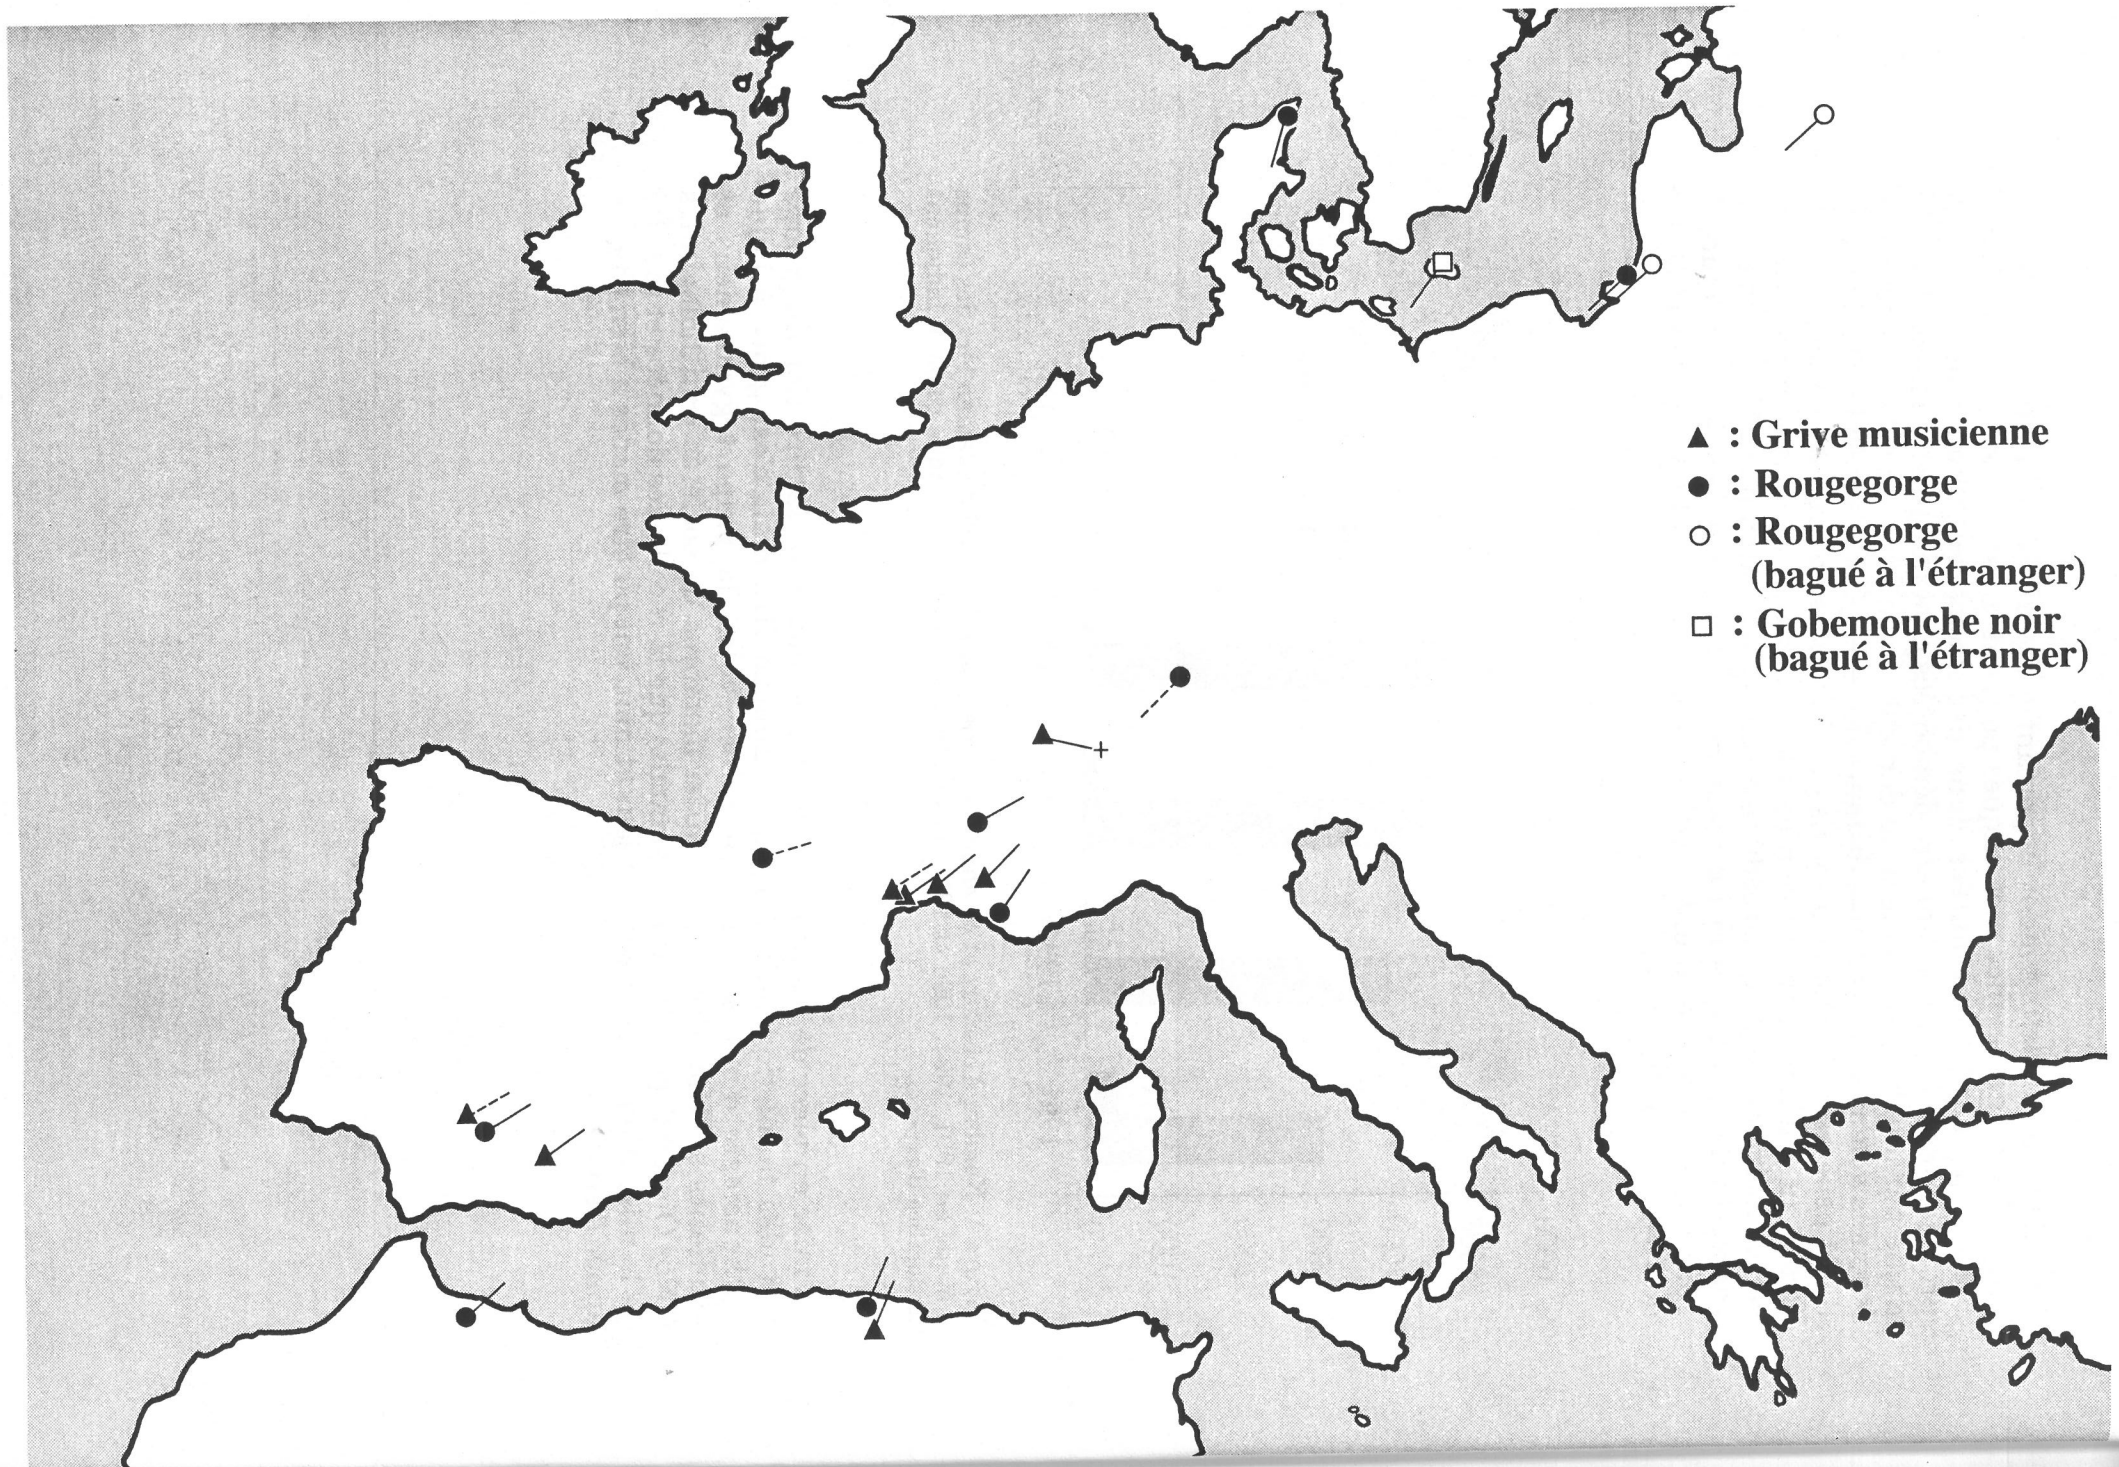 ▲ : Grive musicienne
● : Rougegorge
○ : Rougegorge
(bagué à l'étranger)
□ : Gobemouche noir
(bagué à l'étranger)